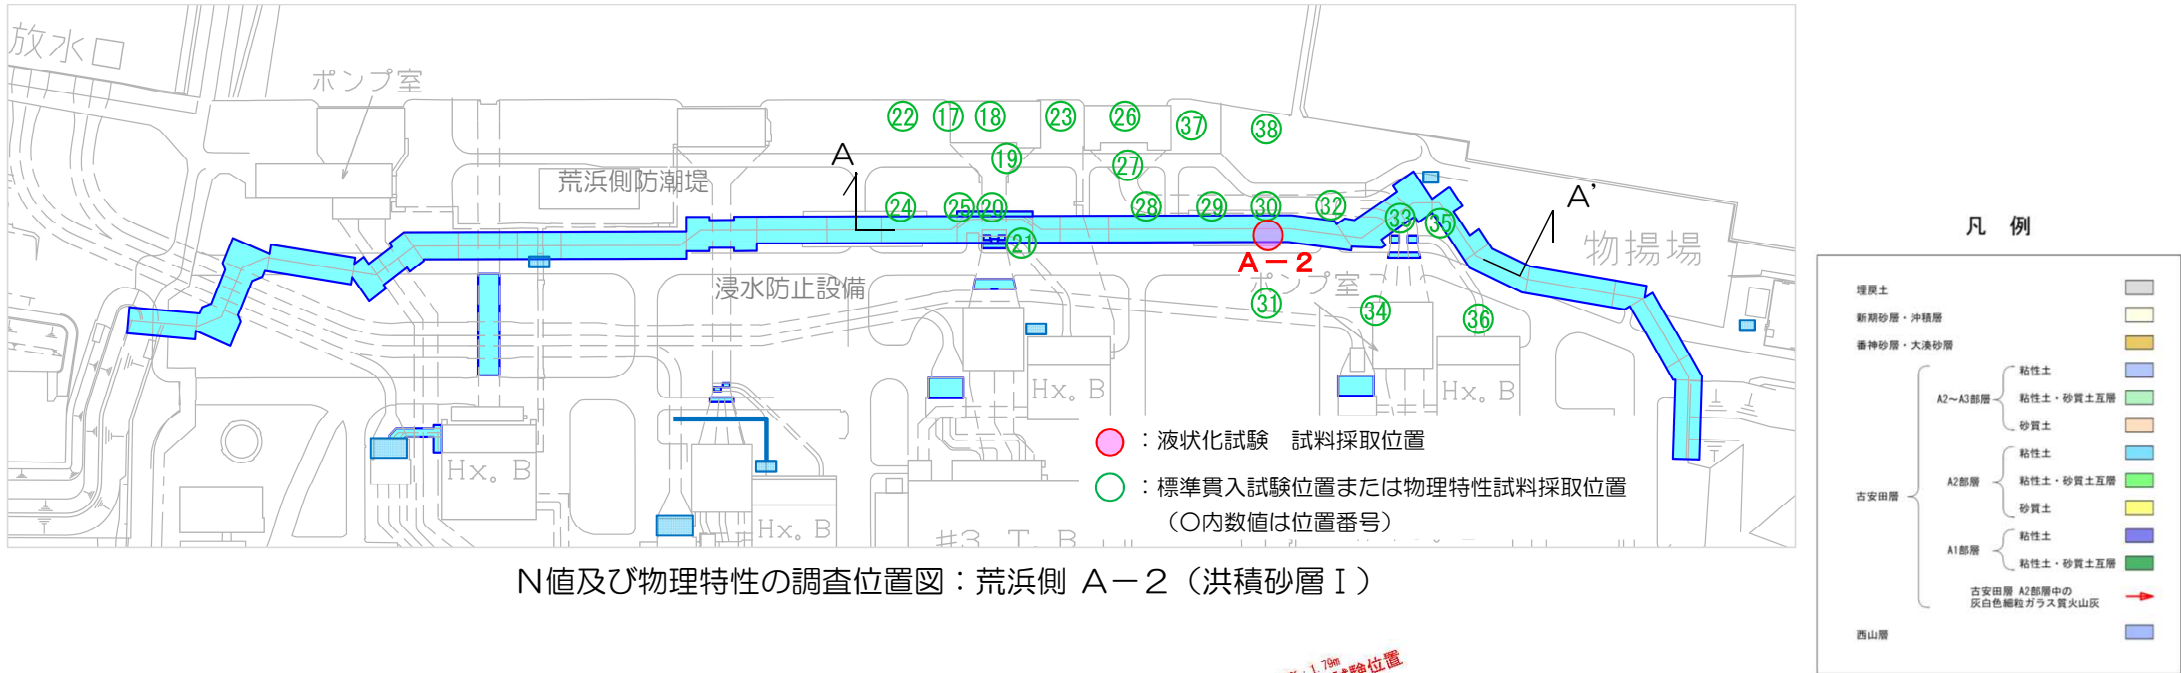 放水
ポンプ室
㉒
⑰
⑱
㉓
㉖
㊲
㊳
A
⑲
㉗
荒浜側防潮堤
A'
㉔
㉕
⑳
㉘
㉙
㉚
㉜
㉝
㉟
㉑
物揚場
A－2
浸水防止設備
ポンプ室
㉛
㉞
㊱
Hx. B
Hx. B
Hx. B
Hx. B
#3 T. B
：液状化試験　試料採取位置
：標準貫入試験位置または物理特性試料採取位置
（〇内数値は位置番号）
N値及び物理特性の調査位置図：荒浜側 A－2（洪積砂層Ⅰ）
凡 例
埋戻土
新期砂層・沖積層
番神砂層・大湊砂層
古安田層
A2～A3部層
粘性土
粘性土・砂質土互層
砂質土
A2部層
粘性土
粘性土・砂質土互層
砂質土
A1部層
粘性土
粘性土・砂質土互層
古安田層 A2部層中の
灰白色細粒ガラス質火山灰
西山層
1.79m
試験位置